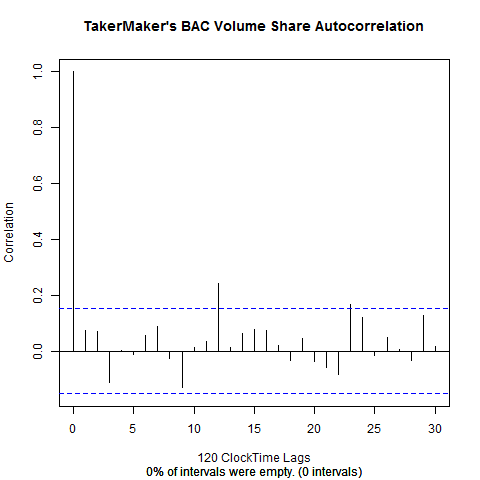 TakerMaker's BAC Volume Share Autocorrelation
Correlation
1.0
0.8
0.6
0.4
0.2
0.0
0 5 10 15 20 25 30
120 ClockTime Lags
0% of intervals were empty. (0 intervals)